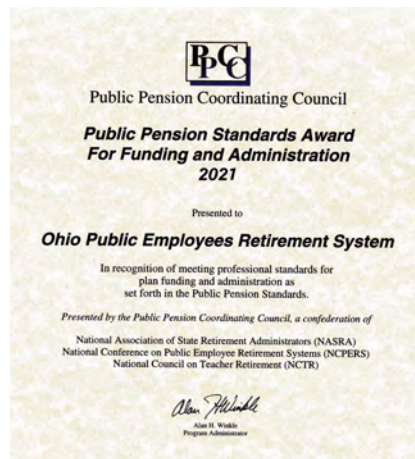 PPCC
Public Pension Coordinating Council
Public Pension Standards Award
For Funding and Administration
2021
Presented to
Ohio Public Employees Retirement System
In recognition of meeting professional standards for
plan funding and administration as
set forth in the Public Pension Standards.
Presented by the Public Pension Coordinating Council, a confederation of
National Association of State Retirement Administrators (NASRA)
National Conference on Public Employee Retirement Systems (NCPERS)
National Council on Teacher Retirement (NCTR)
Alan H. Winkle
Alan H. Winkle
Program Administrator